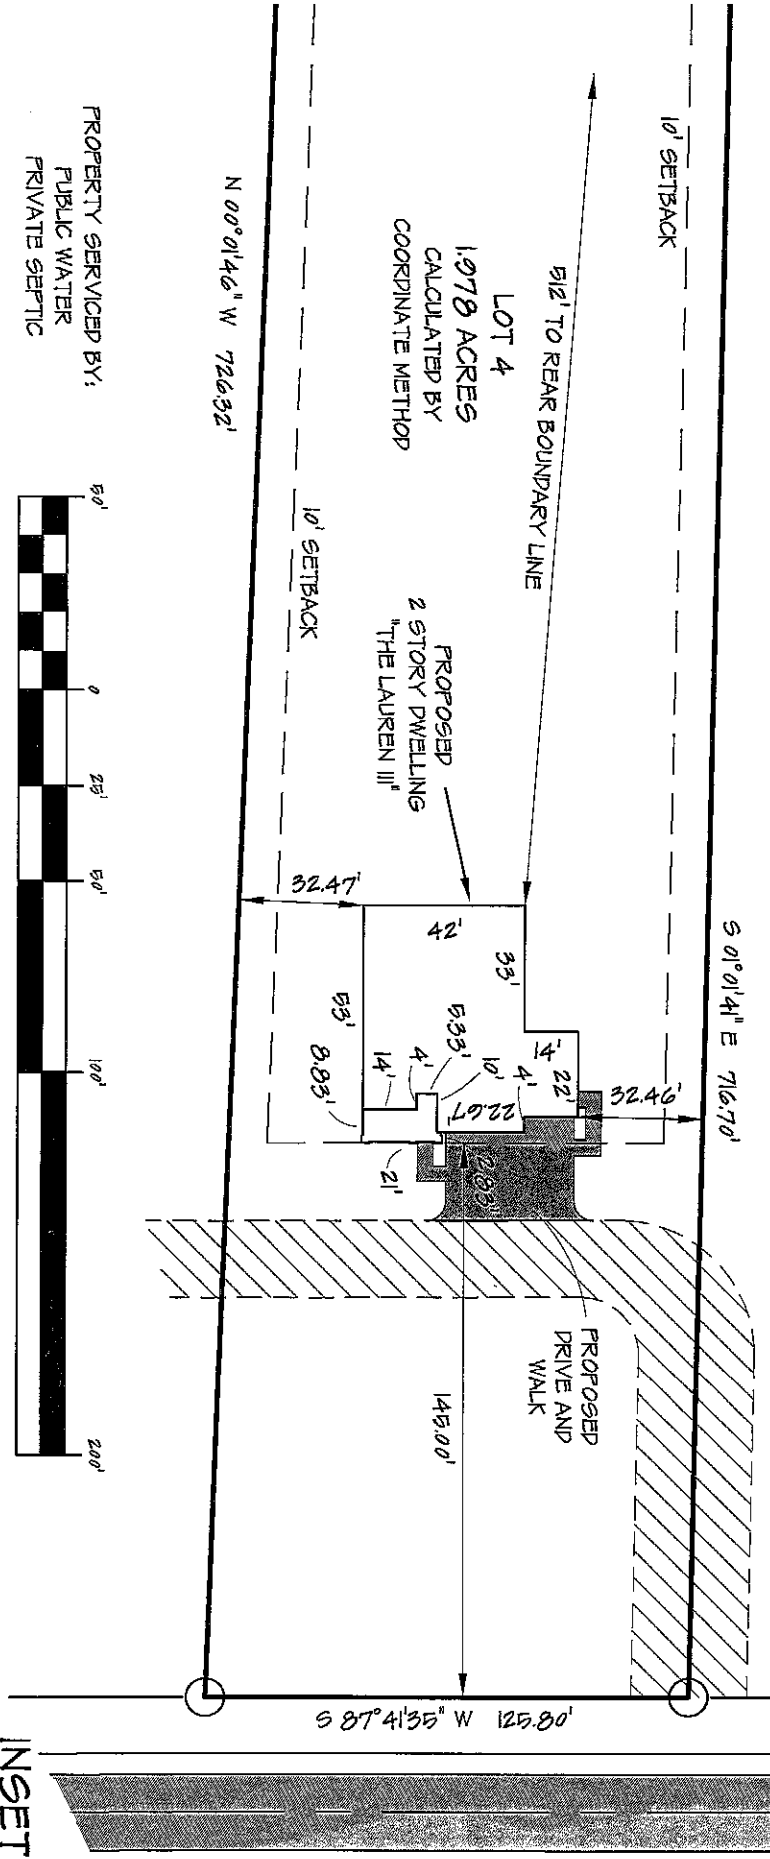 10' SETBACK
512' TO REAR BOUNDARY LINE
LOT 4
1.978 ACRES
CALCULATED BY
COORDINATE METHOD
N 00°01'46" W 726.32'
PROPERTY SERVICED BY:
PUBLIC WATER
PRIVATE SEPTIC
10' SETBACK
PROPOSED
2 STORY DWELLING
"THE LAUREN III"
S 01°01'41" E 716.70'
32.47'
42'
33'
53'
14'
22'
32.46'
5.33'
10'
4'
14'
8.83'
4'
22.67'
21'
12.83'
PROPOSED
DRIVE AND
WALK
145.00'
S 87°41'35" W 125.80'
50'
0
25'
50'
100'
200'
INSET